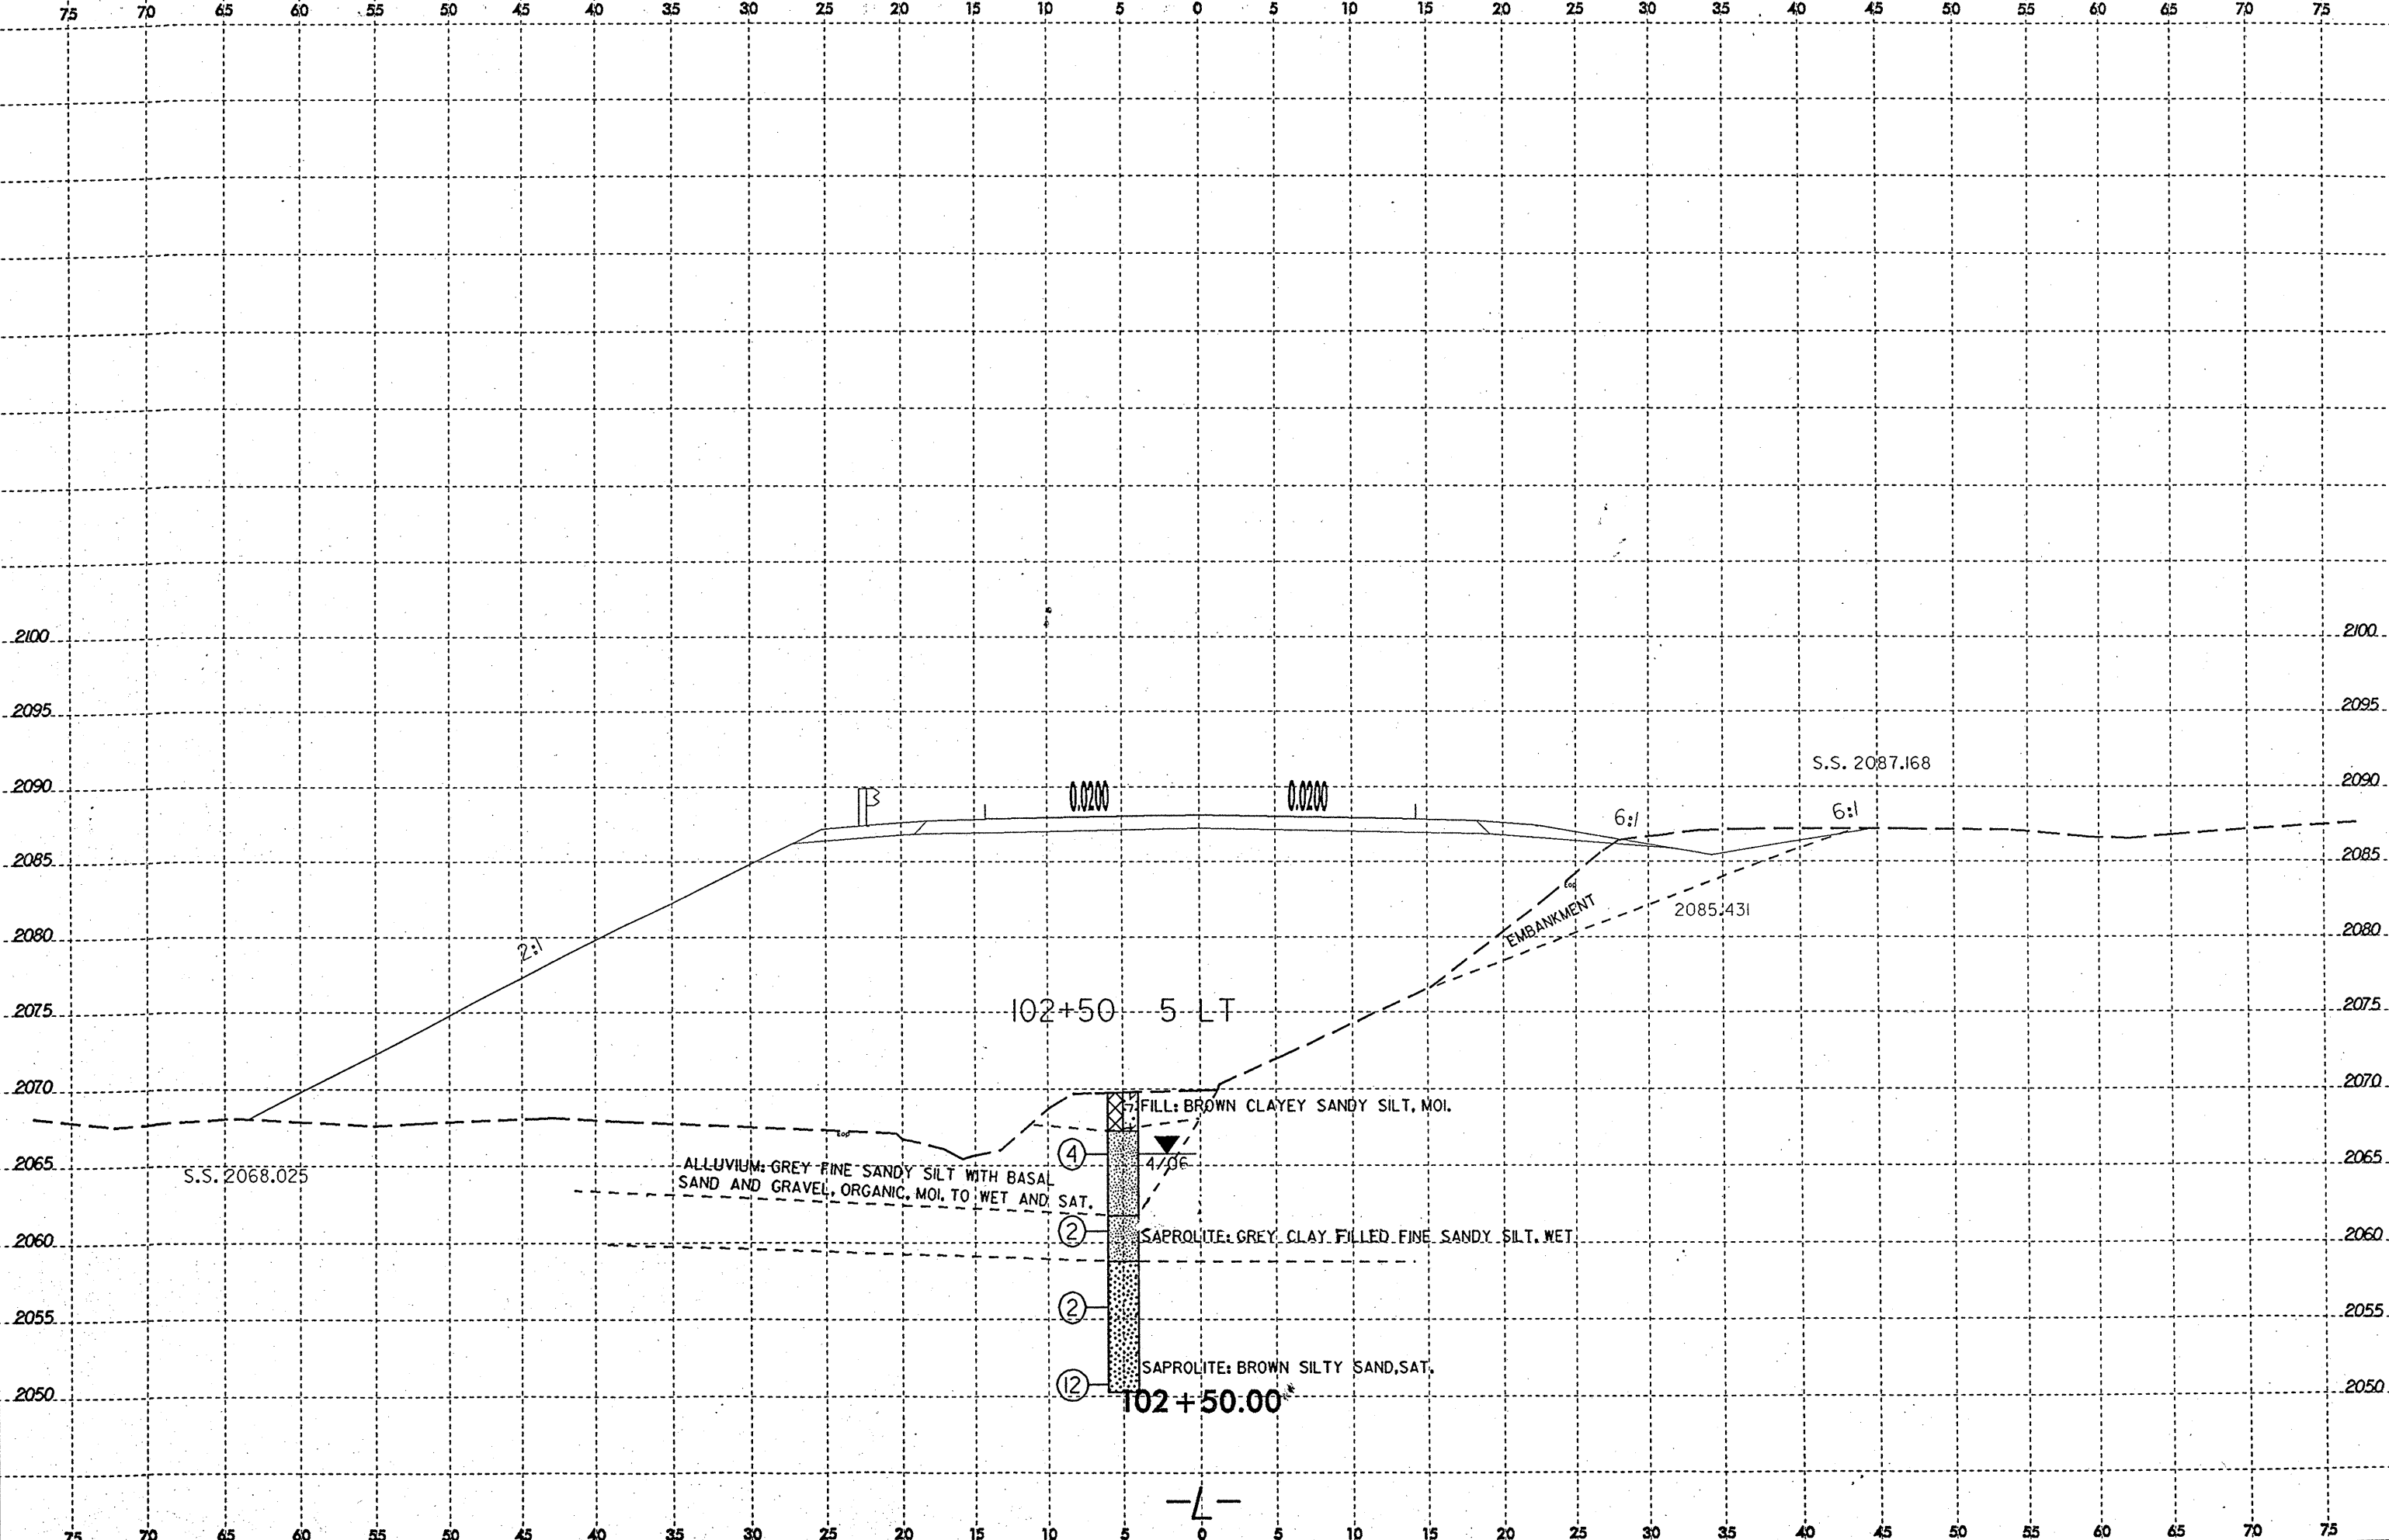 75 70 65 60 55 50 45 40 35 30 25 20 15 10 5 0 5 10 15 20 25 30 35 40 45 50 55 60 65 70 75
2100 2100
2095 2095
S.S. 2087.168
2090 0.0200 0.0200 2090
6:1 6:1
2085 2085
EMBANKMENT 2085.431
2080 2080
2:1
2075 102+50 5 LT 2075
2070 2070
FILL: BROWN CLAYEY SANDY SILT, MOI.
4
4/06
2065 2065
S.S. 2068.025
ALLUVIUM: GREY FINE SANDY SILT WITH BASAL
SAND AND GRAVEL, ORGANIC, MOI. TO WET AND SAT.
2
2060 SAPROLITE: GREY CLAY FILLED FINE SANDY SILT, WET 2060
2
2055 2055
SAPROLITE: BROWN SILTY SAND, SAT.
12
2050 2050
102+50.00
-L-
75 70 65 60 55 50 45 40 35 30 25 20 15 10 5 0 5 10 15 20 25 30 35 40 45 50 55 60 65 70 75